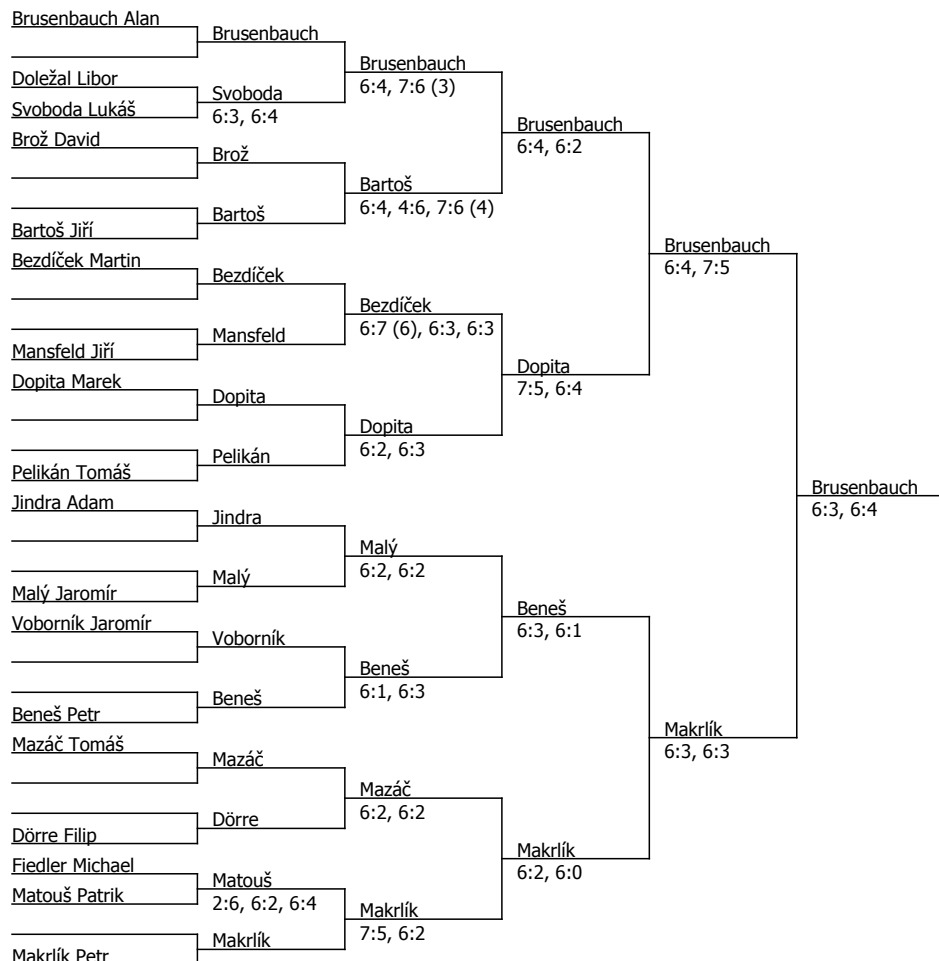 Brusenbauch Alan
Doležal Libor
Svoboda Lukáš
Brož David
Bartoš Jiří
Bezdíček Martin
Mansfeld Jiří
Dopita Marek
Pelikán Tomáš
Jindra Adam
Malý Jaromír
Voborník Jaromír
Beneš Petr
Mazáč Tomáš
Dörre Filip
Fiedler Michael
Matouš Patrik
Makrlík Petr
Brusenbauch
Svoboda
6:3, 6:4
Brož
Bartoš
Bezdíček
Mansfeld
Dopita
Pelikán
Jindra
Malý
Voborník
Beneš
Mazáč
Dörre
Matouš
2:6, 6:2, 6:4
Makrlík
Brusenbauch
6:4, 7:6 (3)
Bartoš
6:4, 4:6, 7:6 (4)
Bezdíček
6:7 (6), 6:3, 6:3
Dopita
6:2, 6:3
Malý
6:2, 6:2
Beneš
6:1, 6:3
Mazáč
6:2, 6:2
Makrlík
7:5, 6:2
Brusenbauch
6:4, 6:2
Dopita
7:5, 6:4
Beneš
6:3, 6:1
Makrlík
6:2, 6:0
Brusenbauch
6:4, 7:5
Makrlík
6:3, 6:3
Brusenbauch
6:3, 6:4